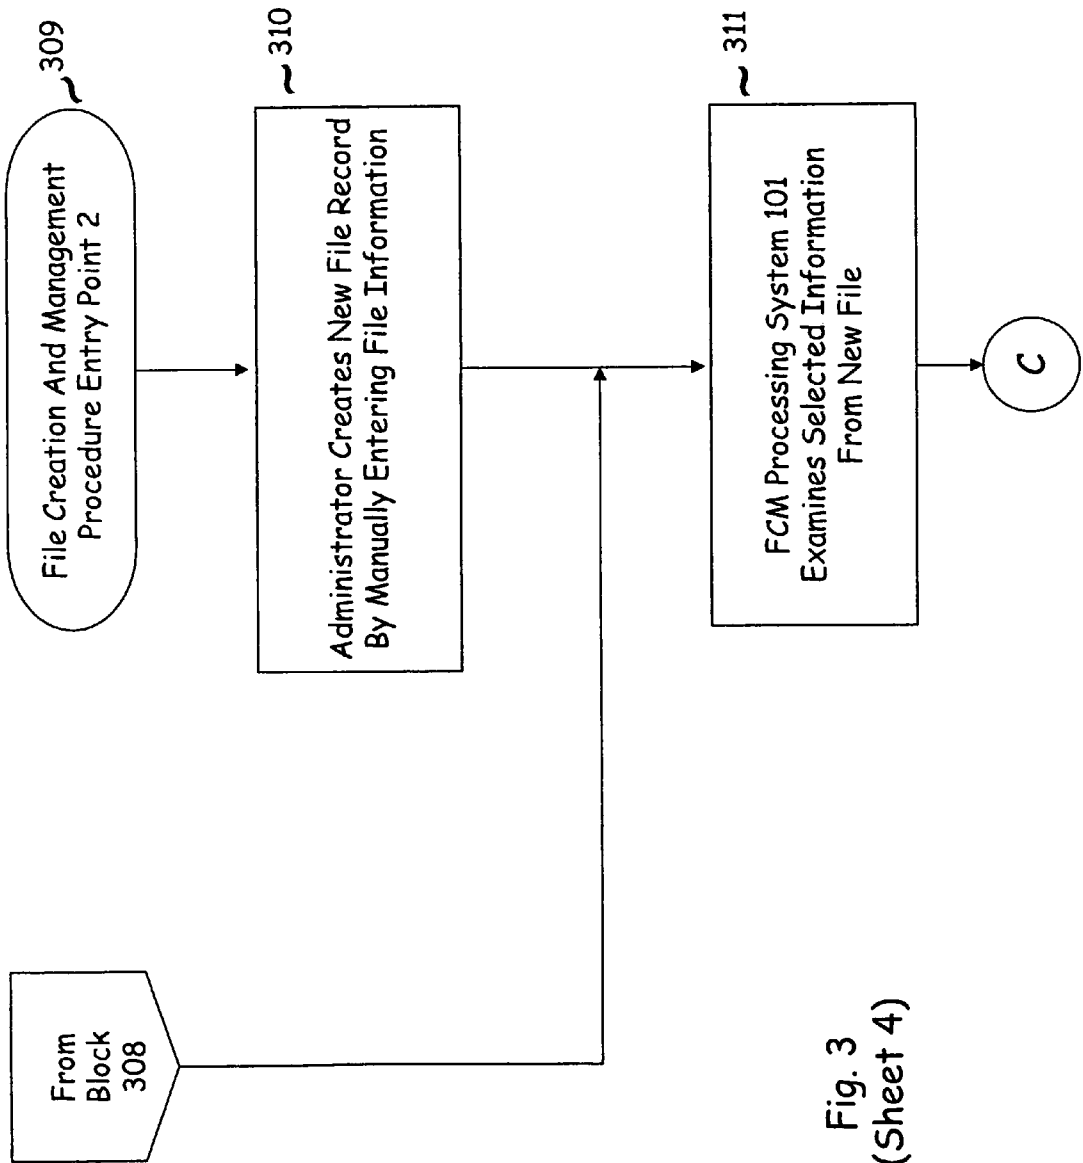 File Creation And Management
Procedure Entry Point 2
309
Administrator Creates New File Record
By Manually Entering File Information
310
From
Block
308
FCM Processing System 101
Examines Selected Information
From New File
311
C
Fig. 3
(Sheet 4)